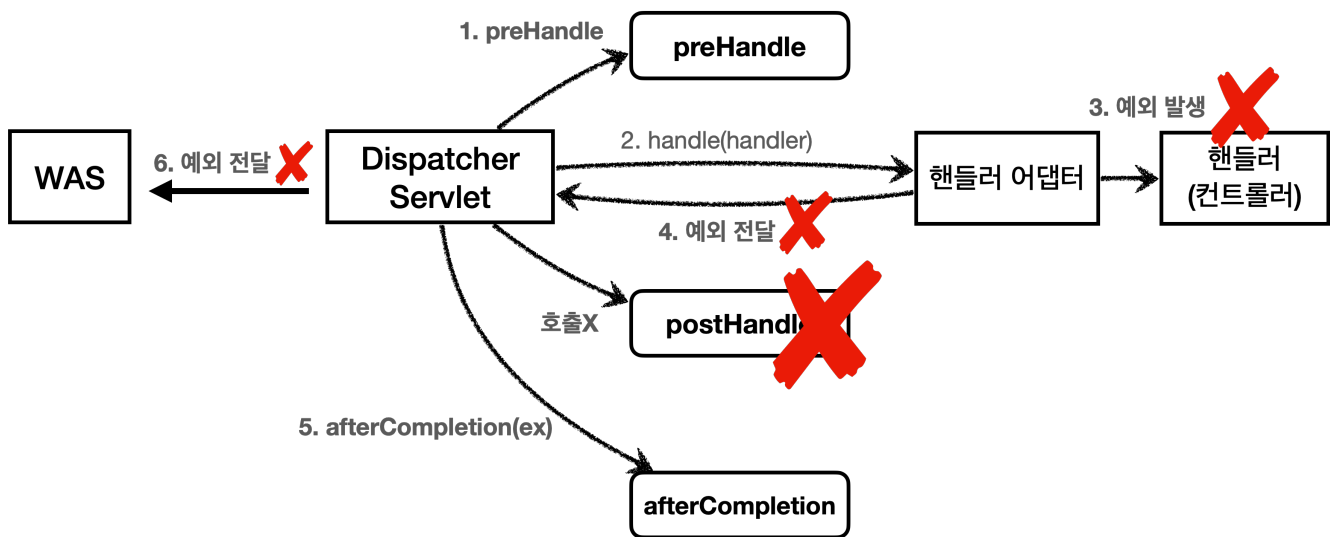 1. preHandle
preHandle
3. 예외 발생
WAS
6. 예외 전달
Dispatcher
Servlet
2. handle(handler)
핸들러 어댑터
핸들러
(컨트롤러)
4. 예외 전달
호출X
postHandle
5. afterCompletion(ex)
afterCompletion